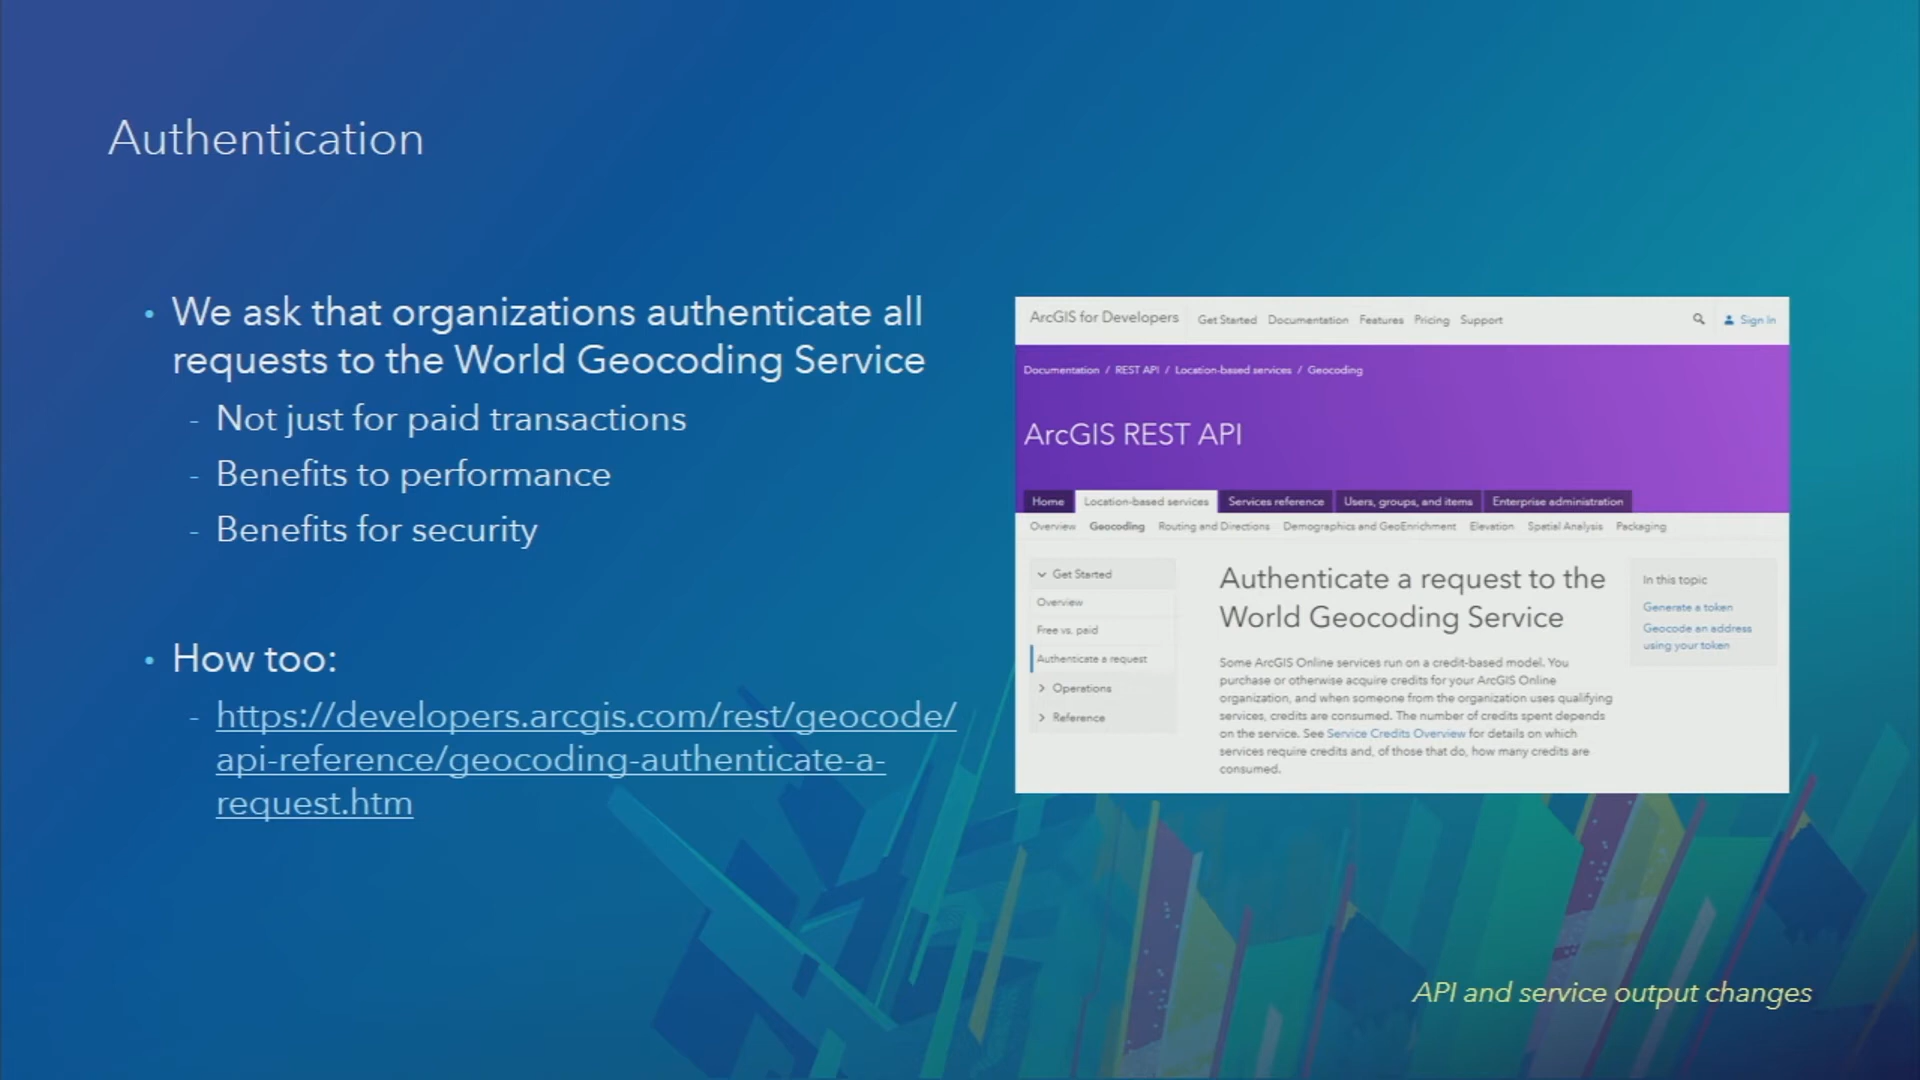 Authentication
• We ask that organizations authenticate all
requests to the World Geocoding Service
- Not just for paid transactions
- Benefits to performance
- Benefits for security
• How too:
- https://developers.arcgis.com/rest/geocode/
api-reference/geocoding-authenticate-a-
request.htm
ArcGIS for Developers Get Started Documentation Features Pricing Support Sign In
Documentation / REST API / Location-based services / Geocoding
ArcGIS REST API
Home Location-based services Services reference Users, groups, and items Enterprise administration
Overview Geocoding Routing and Directions Demographics and GeoEnrichment Elevation Spatial Analysis Packaging
Get Started
Overview
Free vs. paid
Authenticate a request
Operations
Reference
Authenticate a request to the
World Geocoding Service
Some ArcGIS Online services run on a credit-based model. You
purchase or otherwise acquire credits for your ArcGIS Online
organization, and when someone from the organization uses qualifying
services, credits are consumed. The number of credits spent depends
on the service. See Service Credits Overview for details on which
services require credits and, of those that do, how many credits are
consumed.
In this topic
Generate a token
Geocode an address
using your token
API and service output changes